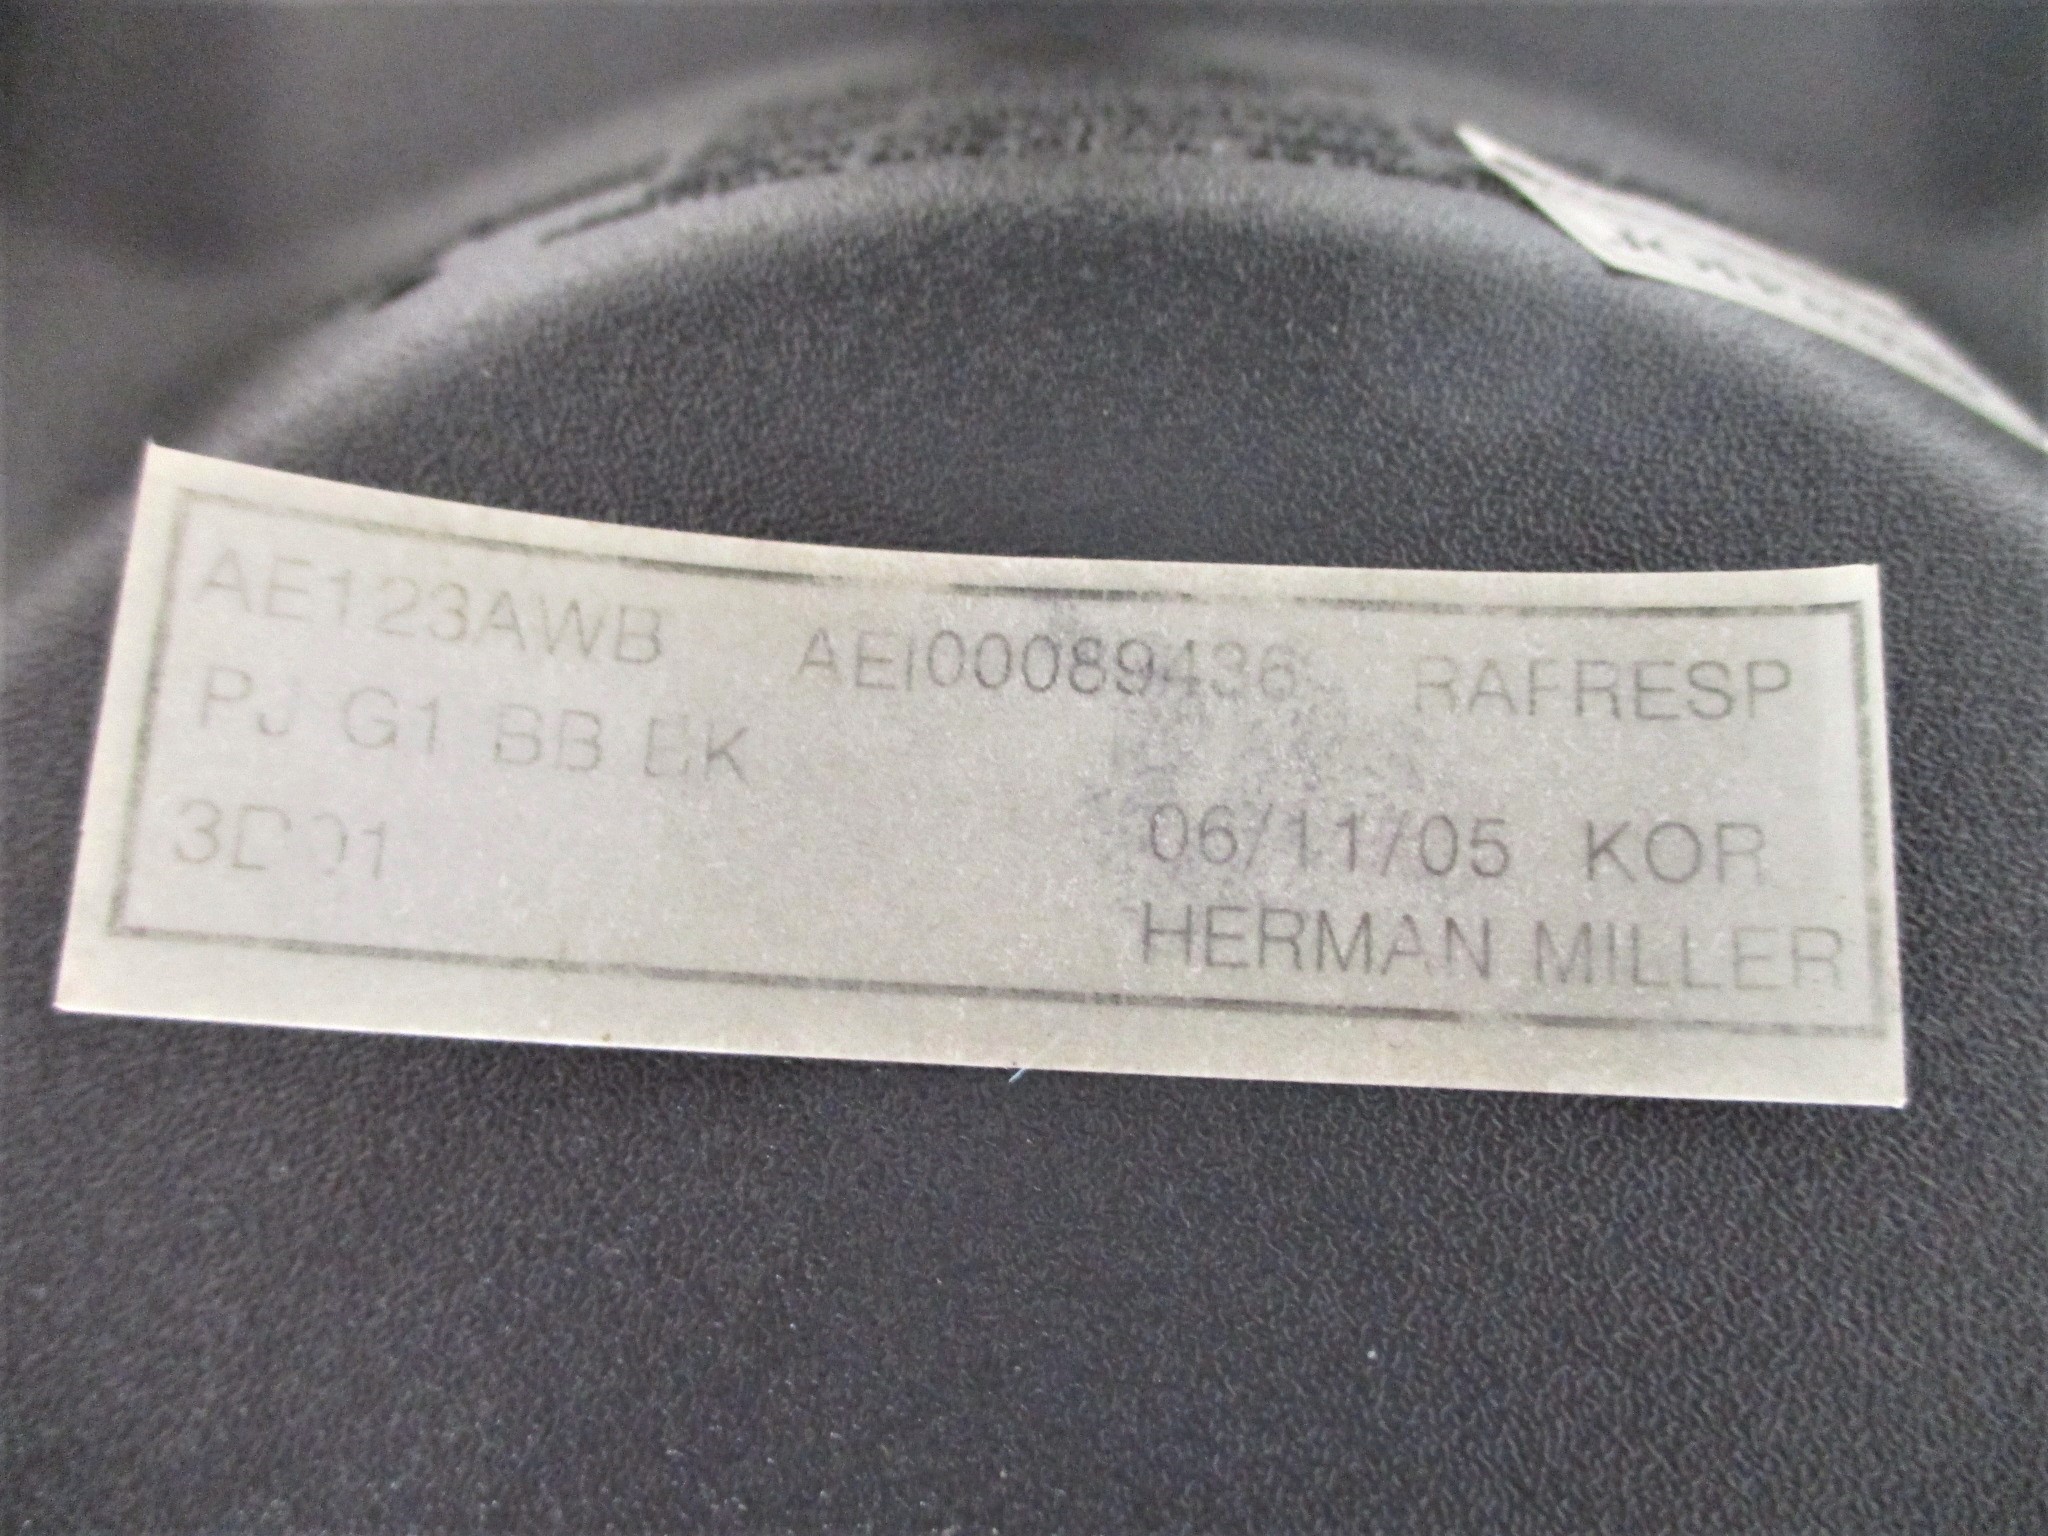 AE123AWB AEI00089436 RAFRESP
PJ G1 BB BK
3D01
06/11/05 KOR
HERMAN MILLER